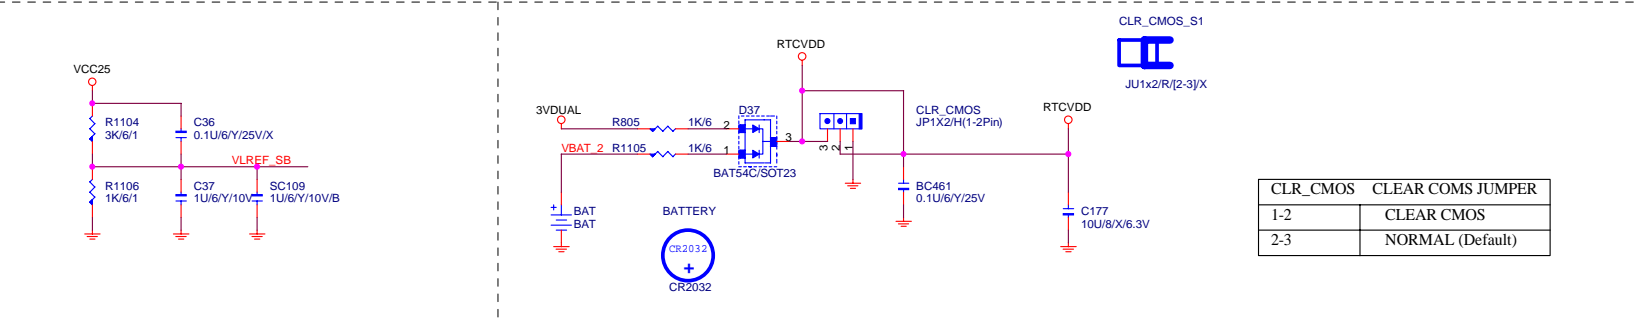 CLR_CMOS_S1
JU1x2/R/[2-3]/X
VCC25
R1104
3K/6/1
C36
0.1U/6/Y/25V/X
VLREF_SB
R1106
1K/6/1
C37
1U/6/Y/10V
SC109
1U/6/Y/10V/B
RTCVDD
3VDUAL
R805
1K/6
2
D37
3
VBAT_2
R1105
1K/6
1
BAT54C/SOT23
3
2
1
CLR_CMOS
JP1X2/H(1-2Pin)
RTCVDD
+
BAT
BAT
BATTERY
CR2032
+
CR2032
BC461
0.1U/6/Y/25V
C177
10U/8/X/6.3V
CLR_CMOS CLEAR COMS JUMPER
1-2 CLEAR CMOS
2-3 NORMAL (Default)